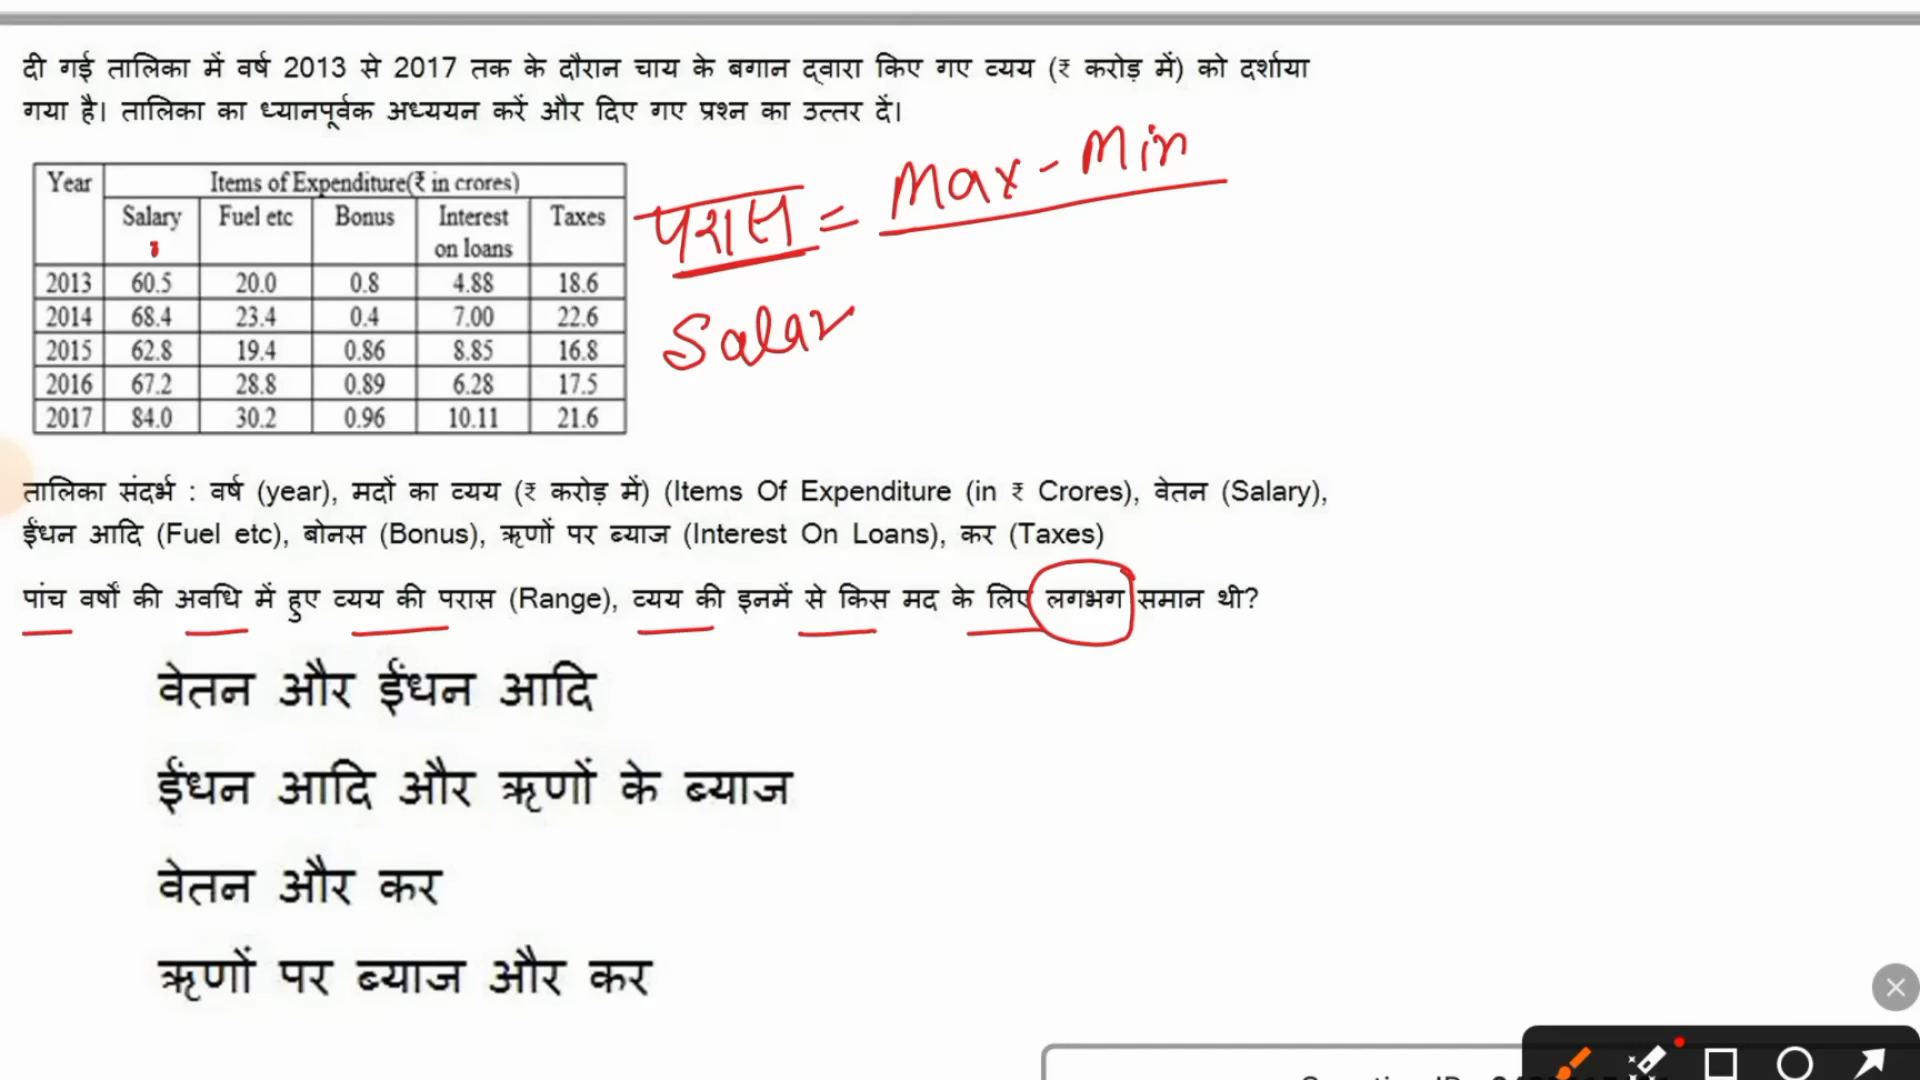 दी गई तालिका में वर्ष 2013 से 2017 तक के दौरान चाय के बगान द्वारा किए गए व्यय (₹ करोड़ में) को दर्शाया
गया है। तालिका का ध्यानपूर्वक अध्ययन करें और दिए गए प्रश्न का उत्तर दें।
Year Items of Expenditure(₹ in crores)
Salary Fuel etc Bonus Interest on loans Taxes
2013 60.5 20.0 0.8 4.88 18.6
2014 68.4 23.4 0.4 7.00 22.6
2015 62.8 19.4 0.86 8.85 16.8
2016 67.2 28.8 0.89 6.28 17.5
2017 84.0 30.2 0.96 10.11 21.6
परास = Max - Min
Salar
तालिका संदर्भ : वर्ष (year), मदों का व्यय (₹ करोड़ में) (Items Of Expenditure (in ₹ Crores), वेतन (Salary),
ईंधन आदि (Fuel etc), बोनस (Bonus), ऋणों पर ब्याज (Interest On Loans), कर (Taxes)
पांच वर्षों की अवधि में हुए व्यय की परास (Range), व्यय की इनमें से किस मद के लिए लगभग समान थी?
वेतन और ईंधन आदि
ईंधन आदि और ऋणों के ब्याज
वेतन और कर
ऋणों पर ब्याज और कर